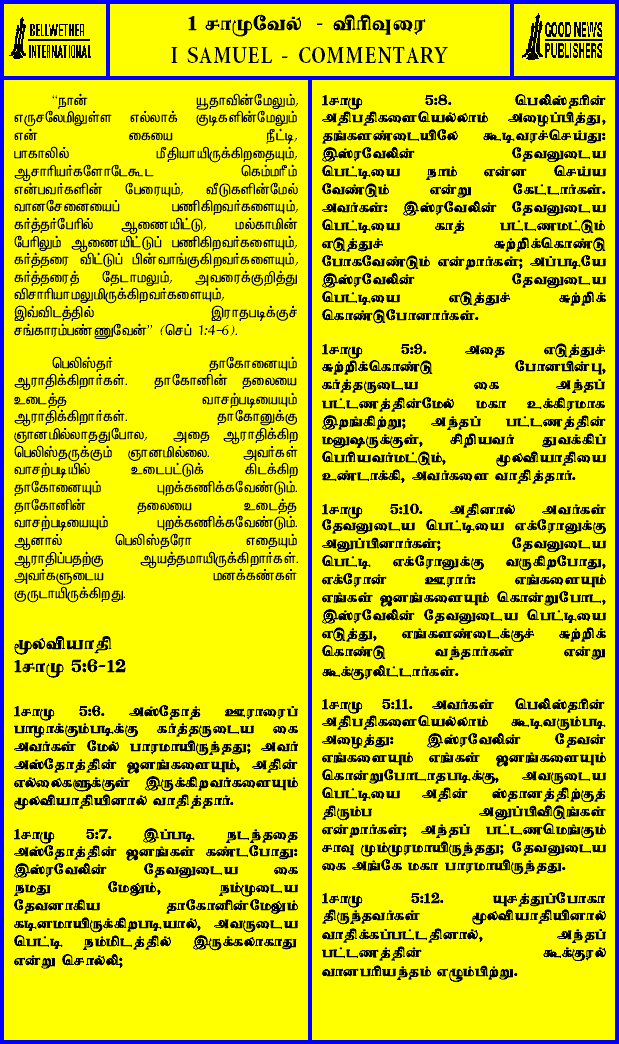 BELLWETHER
INTERNATIONAL
1 சாமுவேல் - விரிவுரை
I SAMUEL - COMMENTARY
GOOD NEWS
PUBLISHERS
“நான் யூதாவின்மேலும்,
எருசலேமிலுள்ள எல்லாக் குடிகளின்மேலும்
என் கையை நீட்டி,
பாகாலில் மீதியாயிருக்கிறதையும்,
ஆசாரியர்களோடேகூட கெம்மரீம்
என்பவர்களின் பேரையும், வீடுகளின்மேல்
வானசேனையைப் பணிகிறவர்களையும்,
கர்த்தர்பேரில் ஆணையிட்டு, மல்காமின்
பேரிலும் ஆணையிட்டுப் பணிகிறவர்களையும்,
கர்த்தரை விட்டுப் பின்வாங்குகிறவர்களையும்,
கர்த்தரைத் தேடாமலும், அவரைக்குறித்து
விசாரியாமலுமிருக்கிறவர்களையும்,
இவ்விடத்தில் இராதபடிக்குச்
சங்காரம்பண்ணுவேன்” (செப் 1:4-6).
பெலிஸ்தர் தாகோனையும்
ஆராதிக்கிறார்கள். தாகோனின் தலையை
உடைத்த வாசற்படியையும்
ஆராதிக்கிறார்கள். தாகோனுக்கு
ஞானமில்லாததுபோல, அதை ஆராதிக்கிற
பெலிஸ்தருக்கும் ஞானமில்லை. அவர்கள்
வாசற்படியில் உடைபட்டுக் கிடக்கிற
தாகோனையும் புறக்கணிக்கவேண்டும்.
தாகோனின் தலையை உடைத்த
வாசற்படியையும் புறக்கணிக்கவேண்டும்.
ஆனால் பெலிஸ்தரோ எதையும்
ஆராதிப்பதற்கு ஆயத்தமாயிருக்கிறார்கள்.
அவர்களுடைய மனக்கண்கள்
குருடாயிருக்கிறது.
மூலவியாதி
1சாமு 5:6-12
1சாமு 5:6. அஸ்தோத் ஊராரைப்
பாழாக்கும்படிக்கு கர்த்தருடைய கை
அவர்கள் மேல் பாரமாயிருந்தது; அவர்
அஸ்தோத்தின் ஜனங்களையும், அதின்
எல்லைகளுக்குள் இருக்கிறவர்களையும்
மூலவியாதியினால் வாதித்தார்.
1சாமு 5:7. இப்படி நடந்ததை
அஸ்தோத்தின் ஜனங்கள் கண்டபோது:
இஸ்ரவேலின் தேவனுடைய கை
நமது மேலும், நம்முடைய
தேவனாகிய தாகோனின்மேலும்
கடினமாயிருக்கிறபடியால், அவருடைய
பெட்டி நம்மிடத்தில் இருக்கலாகாது
என்று சொல்லி;
1சாமு 5:8. பெலிஸ்தரின்
அதிபதிகளையெல்லாம் அழைப்பித்து,
தங்களண்டையிலே கூடிவரச்செய்து:
இஸ்ரவேலின் தேவனுடைய
பெட்டியை நாம் என்ன செய்ய
வேண்டும் என்று கேட்டார்கள்.
அவர்கள்: இஸ்ரவேலின் தேவனுடைய
பெட்டியை காத் பட்டணமட்டும்
எடுத்துச் சுற்றிக்கொண்டு
போகவேண்டும் என்றார்கள்; அப்படியே
இஸ்ரவேலின் தேவனுடைய
பெட்டியை எடுத்துச் சுற்றிக்
கொண்டுபோனார்கள்.
1சாமு 5:9. அதை எடுத்துச்
சுற்றிக்கொண்டு போனபின்பு,
கர்த்தருடைய கை அந்தப்
பட்டணத்தின்மேல் மகா உக்கிரமாக
இறங்கிற்று; அந்தப் பட்டணத்தின்
மனுஷருக்குள், சிறியவர் துவக்கிப்
பெரியவர்மட்டும், மூலவியாதியை
உண்டாக்கி, அவர்களை வாதித்தார்.
1சாமு 5:10. அதினால் அவர்கள்
தேவனுடைய பெட்டியை எக்ரோனுக்கு
அனுப்பினார்கள்; தேவனுடைய
பெட்டி எக்ரோனுக்கு வருகிறபோது,
எக்ரோன் ஊரார்: எங்களையும்
எங்கள் ஜனங்களையும் கொன்றுபோட,
இஸ்ரவேலின் தேவனுடைய பெட்டியை
எடுத்து, எங்களண்டைக்குச் சுற்றிக்
கொண்டு வந்தார்கள் என்று
கூக்குரலிட்டார்கள்.
1சாமு 5:11. அவர்கள் பெலிஸ்தரின்
அதிபதிகளையெல்லாம் கூடிவரும்படி
அழைத்து: இஸ்ரவேலின் தேவன்
எங்களையும் எங்கள் ஜனங்களையும்
கொன்றுபோடாதபடிக்கு, அவருடைய
பெட்டியை அதின் ஸ்தானத்திற்குத்
திரும்ப அனுப்பிவிடுங்கள்
என்றார்கள்; அந்தப் பட்டணமெங்கும்
சாவு மும்முரமாயிருந்தது; தேவனுடைய
கை அங்கே மகா பாரமாயிருந்தது.
1சாமு 5:12. யுசத்துப்போகா
திருந்தவர்கள் மூலவியாதியினால்
வாதிக்கப்பட்டதினால், அந்தப்
பட்டணத்தின் கூக்குரல்
வானபரியந்தம் எழும்பிற்று.